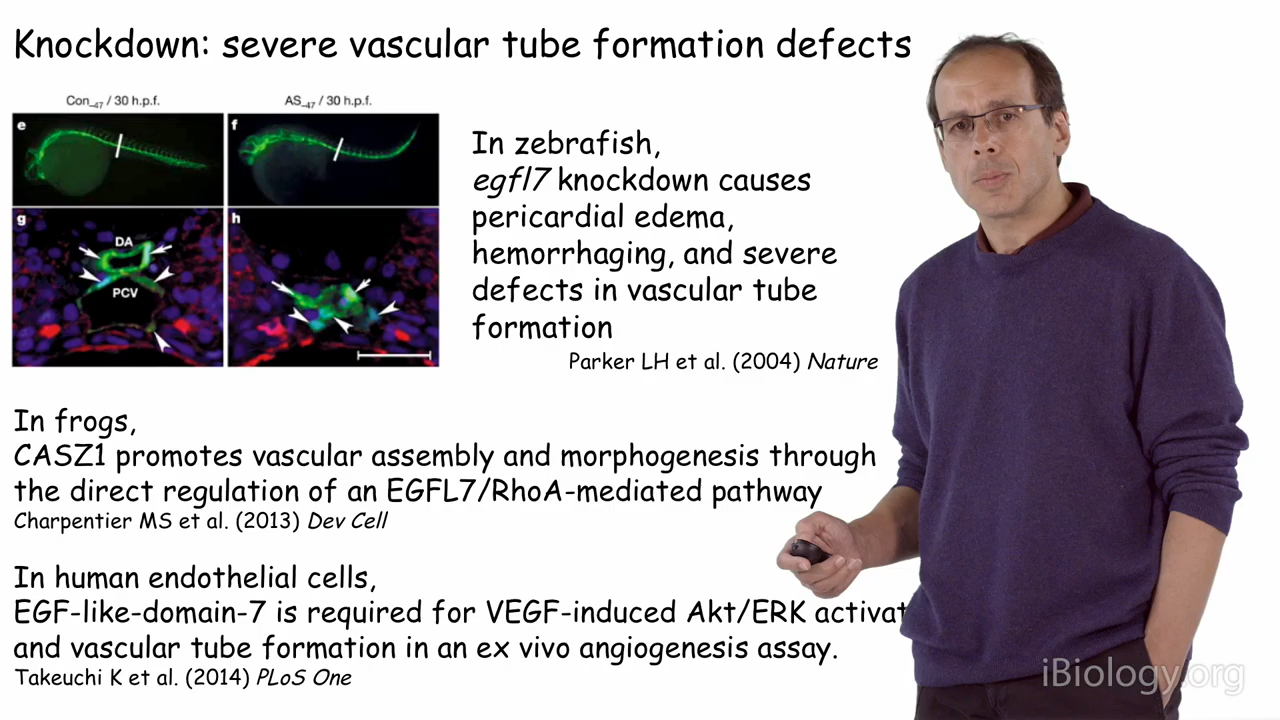 Knockdown: severe vascular tube formation defects
Con_47 / 30 h.p.f.
AS_47 / 30 h.p.f.
e
f
g
DA
PCV
h
In zebrafish,
egfl7 knockdown causes
pericardial edema,
hemorrhaging, and severe
defects in vascular tube
formation
Parker LH et al. (2004) Nature
In frogs,
CASZ1 promotes vascular assembly and morphogenesis through
the direct regulation of an EGFL7/RhoA-mediated pathway
Charpentier MS et al. (2013) Dev Cell
In human endothelial cells,
EGF-like-domain-7 is required for VEGF-induced Akt/ERK activat
and vascular tube formation in an ex vivo angiogenesis assay.
Takeuchi K et al. (2014) PLoS One
iBiology.org